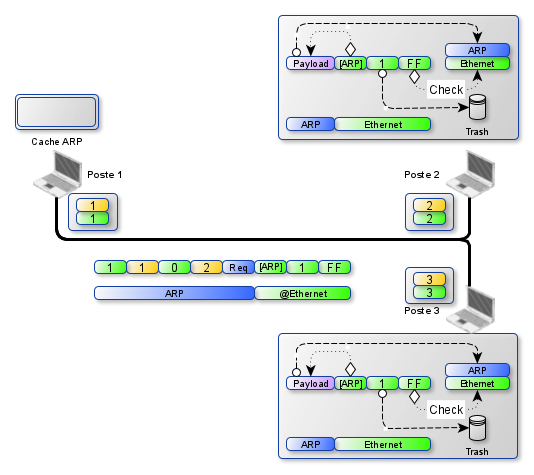 ARP
Payload [ARP] 1 FF Ethernet
Check
ARP Ethernet
Trash
Cache ARP
Poste 1
1
1
Poste 2
2
2
1 1 0 2 Req [ARP] 1 FF
ARP @Ethernet
3
3
Poste 3
ARP
Payload [ARP] 1 FF Ethernet
Check
ARP Ethernet
Trash